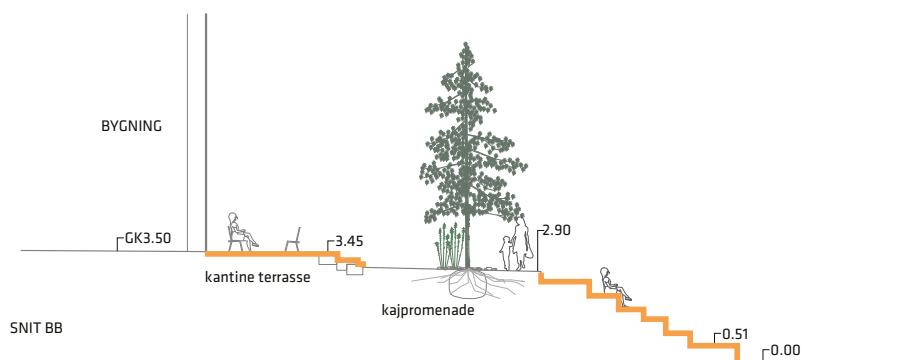 BYGNING
GK3.50
3.45
2.90
kantine terrasse
kajpromenade
SNIT BB
0.51
0.00